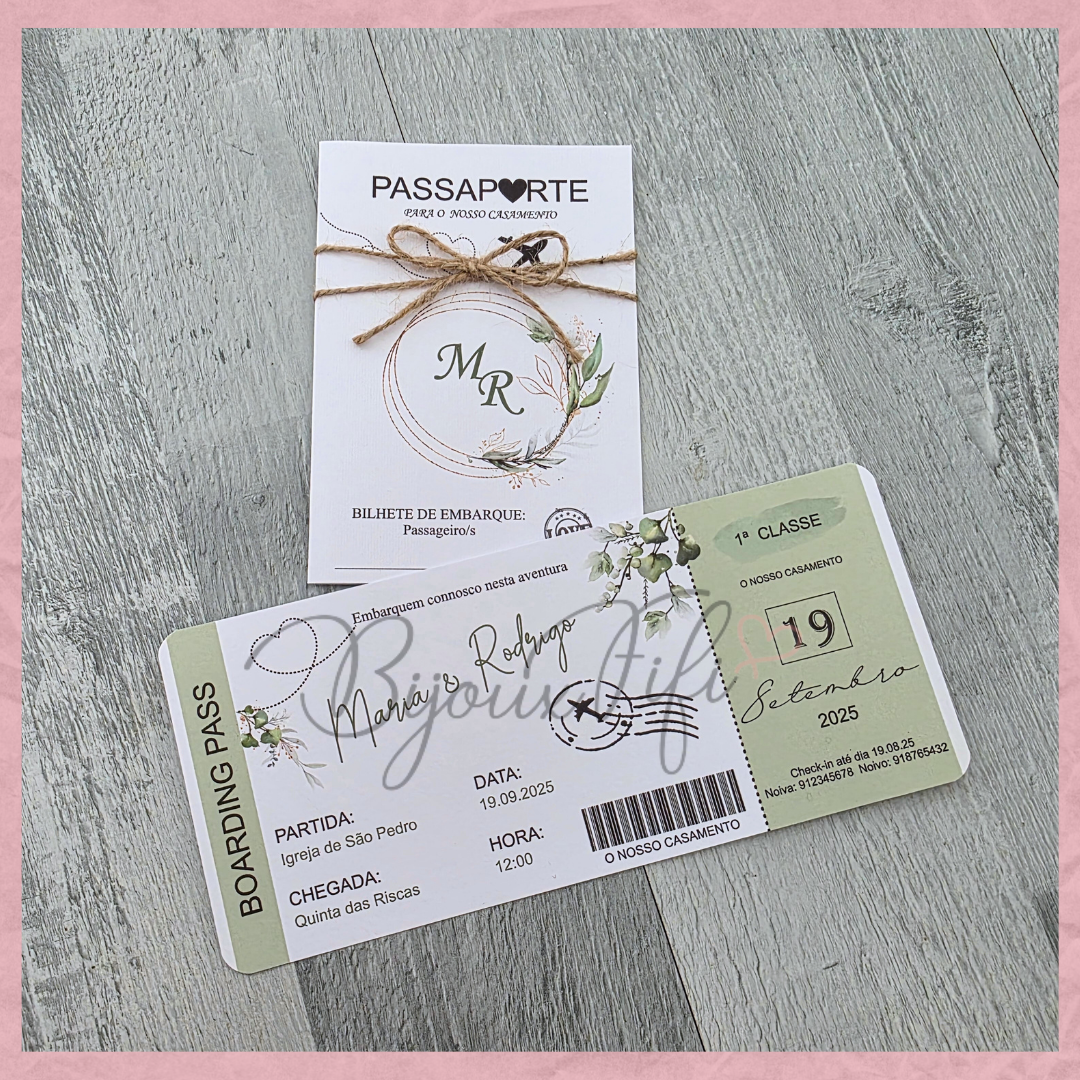 PASSAPORTE
PARA O NOSSO CASAMENTO
MR
BILHETE DE EMBARQUE:
Passageiro/s
LOVE
BOARDING PASS
Embarquem connosco nesta aventura
Maria & Rodrigo
PARTIDA:
Igreja de São Pedro
CHEGADA:
Quinta das Riscas
DATA:
19.09.2025
HORA:
12:00
O NOSSO CASAMENTO
1ª CLASSE
O NOSSO CASAMENTO
19
Setembro
2025
Check-in até dia 19.08.25
Noiva: 912345678 Noivo: 918765432
BijouxFifi